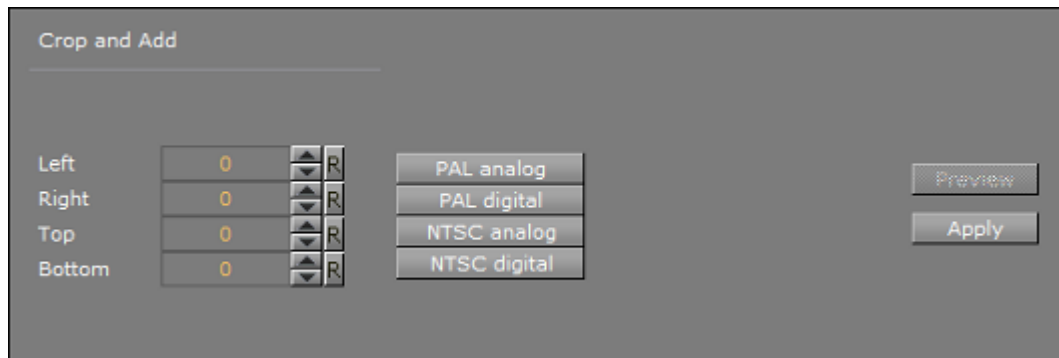 Crop and Add
Left 0 R PAL analog
Right 0 R PAL digital Preview
Top 0 R NTSC analog Apply
Bottom 0 R NTSC digital